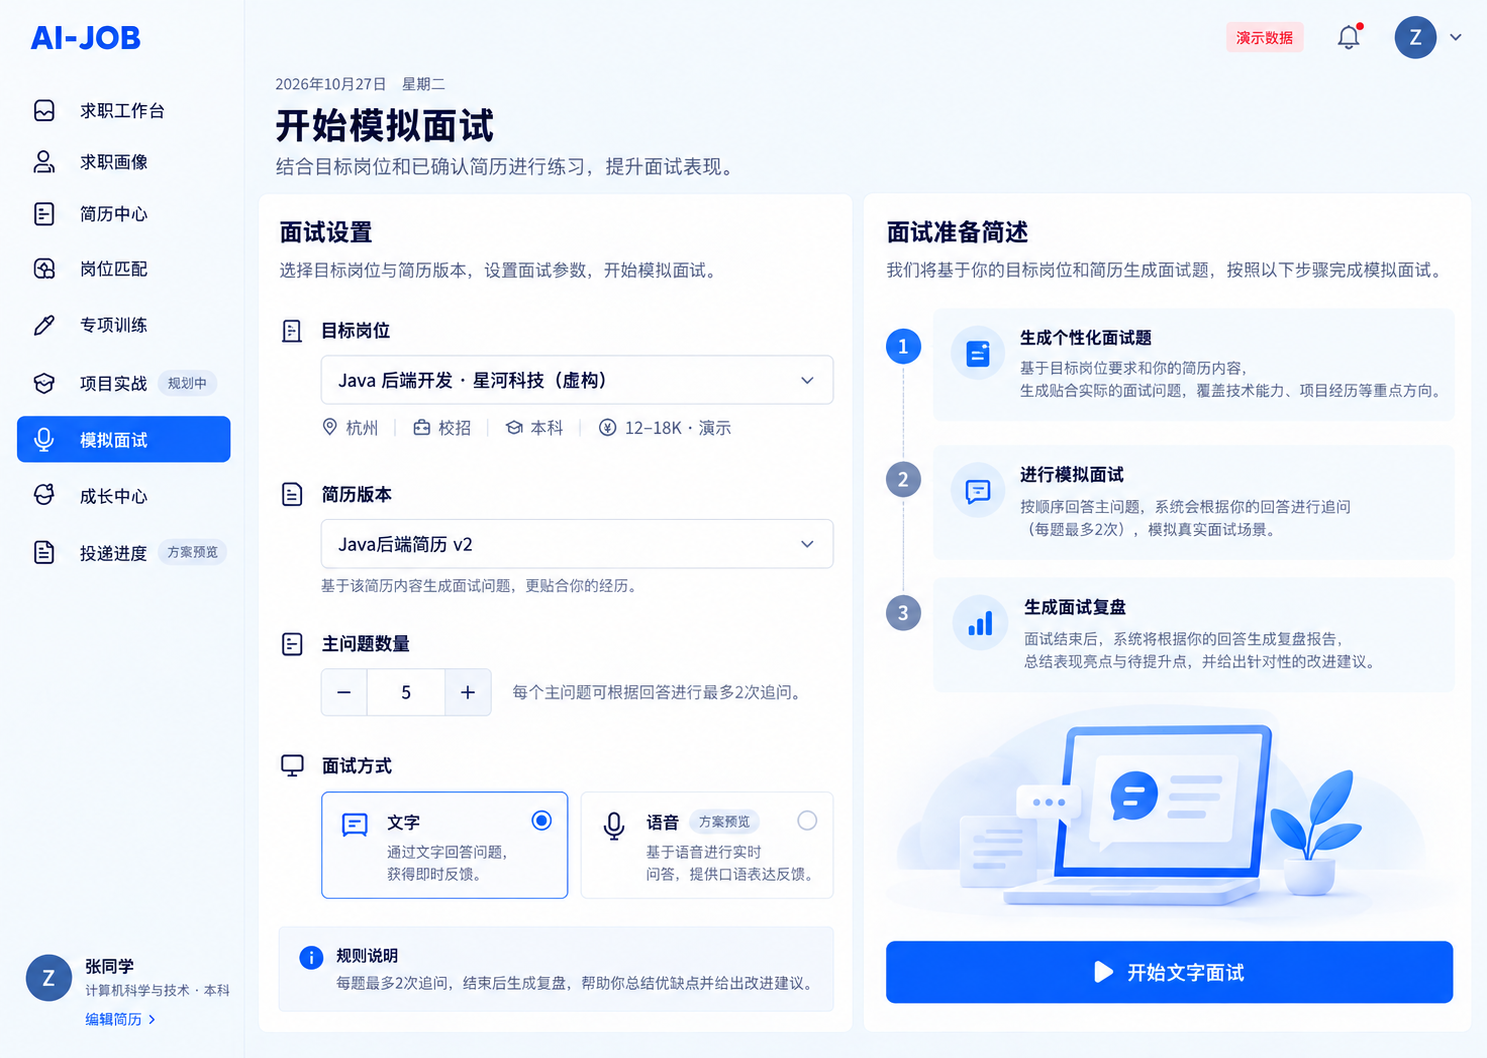 AI-JOB
求职工作台
求职画像
简历中心
岗位匹配
专项训练
项目实战 规划中
模拟面试
成长中心
投递进度 方案预览
Z
张同学
计算机科学与技术 · 本科
编辑简历
演示数据
Z
2026年10月27日 星期二
开始模拟面试
结合目标岗位和已确认简历进行练习，提升面试表现。
面试设置
选择目标岗位与简历版本，设置面试参数，开始模拟面试。
目标岗位
Java 后端开发 · 星河科技（虚构）
杭州 校招 本科 12–18K · 演示
简历版本
Java后端简历 v2
基于该简历内容生成面试问题，更贴合你的经历。
主问题数量
− 5 + 每个主问题可根据回答进行最多2次追问。
面试方式
文字
通过文字回答问题，
获得即时反馈。
语音 方案预览
基于语音进行实时
问答，提供口语表达反馈。
规则说明
每题最多2次追问，结束后生成复盘，帮助你总结优缺点并给出改进建议。
面试准备简述
我们将基于你的目标岗位和简历生成面试题，按照以下步骤完成模拟面试。
1
生成个性化面试题
基于目标岗位要求和你的简历内容，
生成贴合实际的面试问题，覆盖技术能力、项目经历等重点方向。
2
进行模拟面试
按顺序回答主问题，系统会根据你的回答进行追问
（每题最多2次），模拟真实面试场景。
3
生成面试复盘
面试结束后，系统将根据你的回答生成复盘报告，
总结表现亮点与待提升点，并给出针对性的改进建议。
开始文字面试